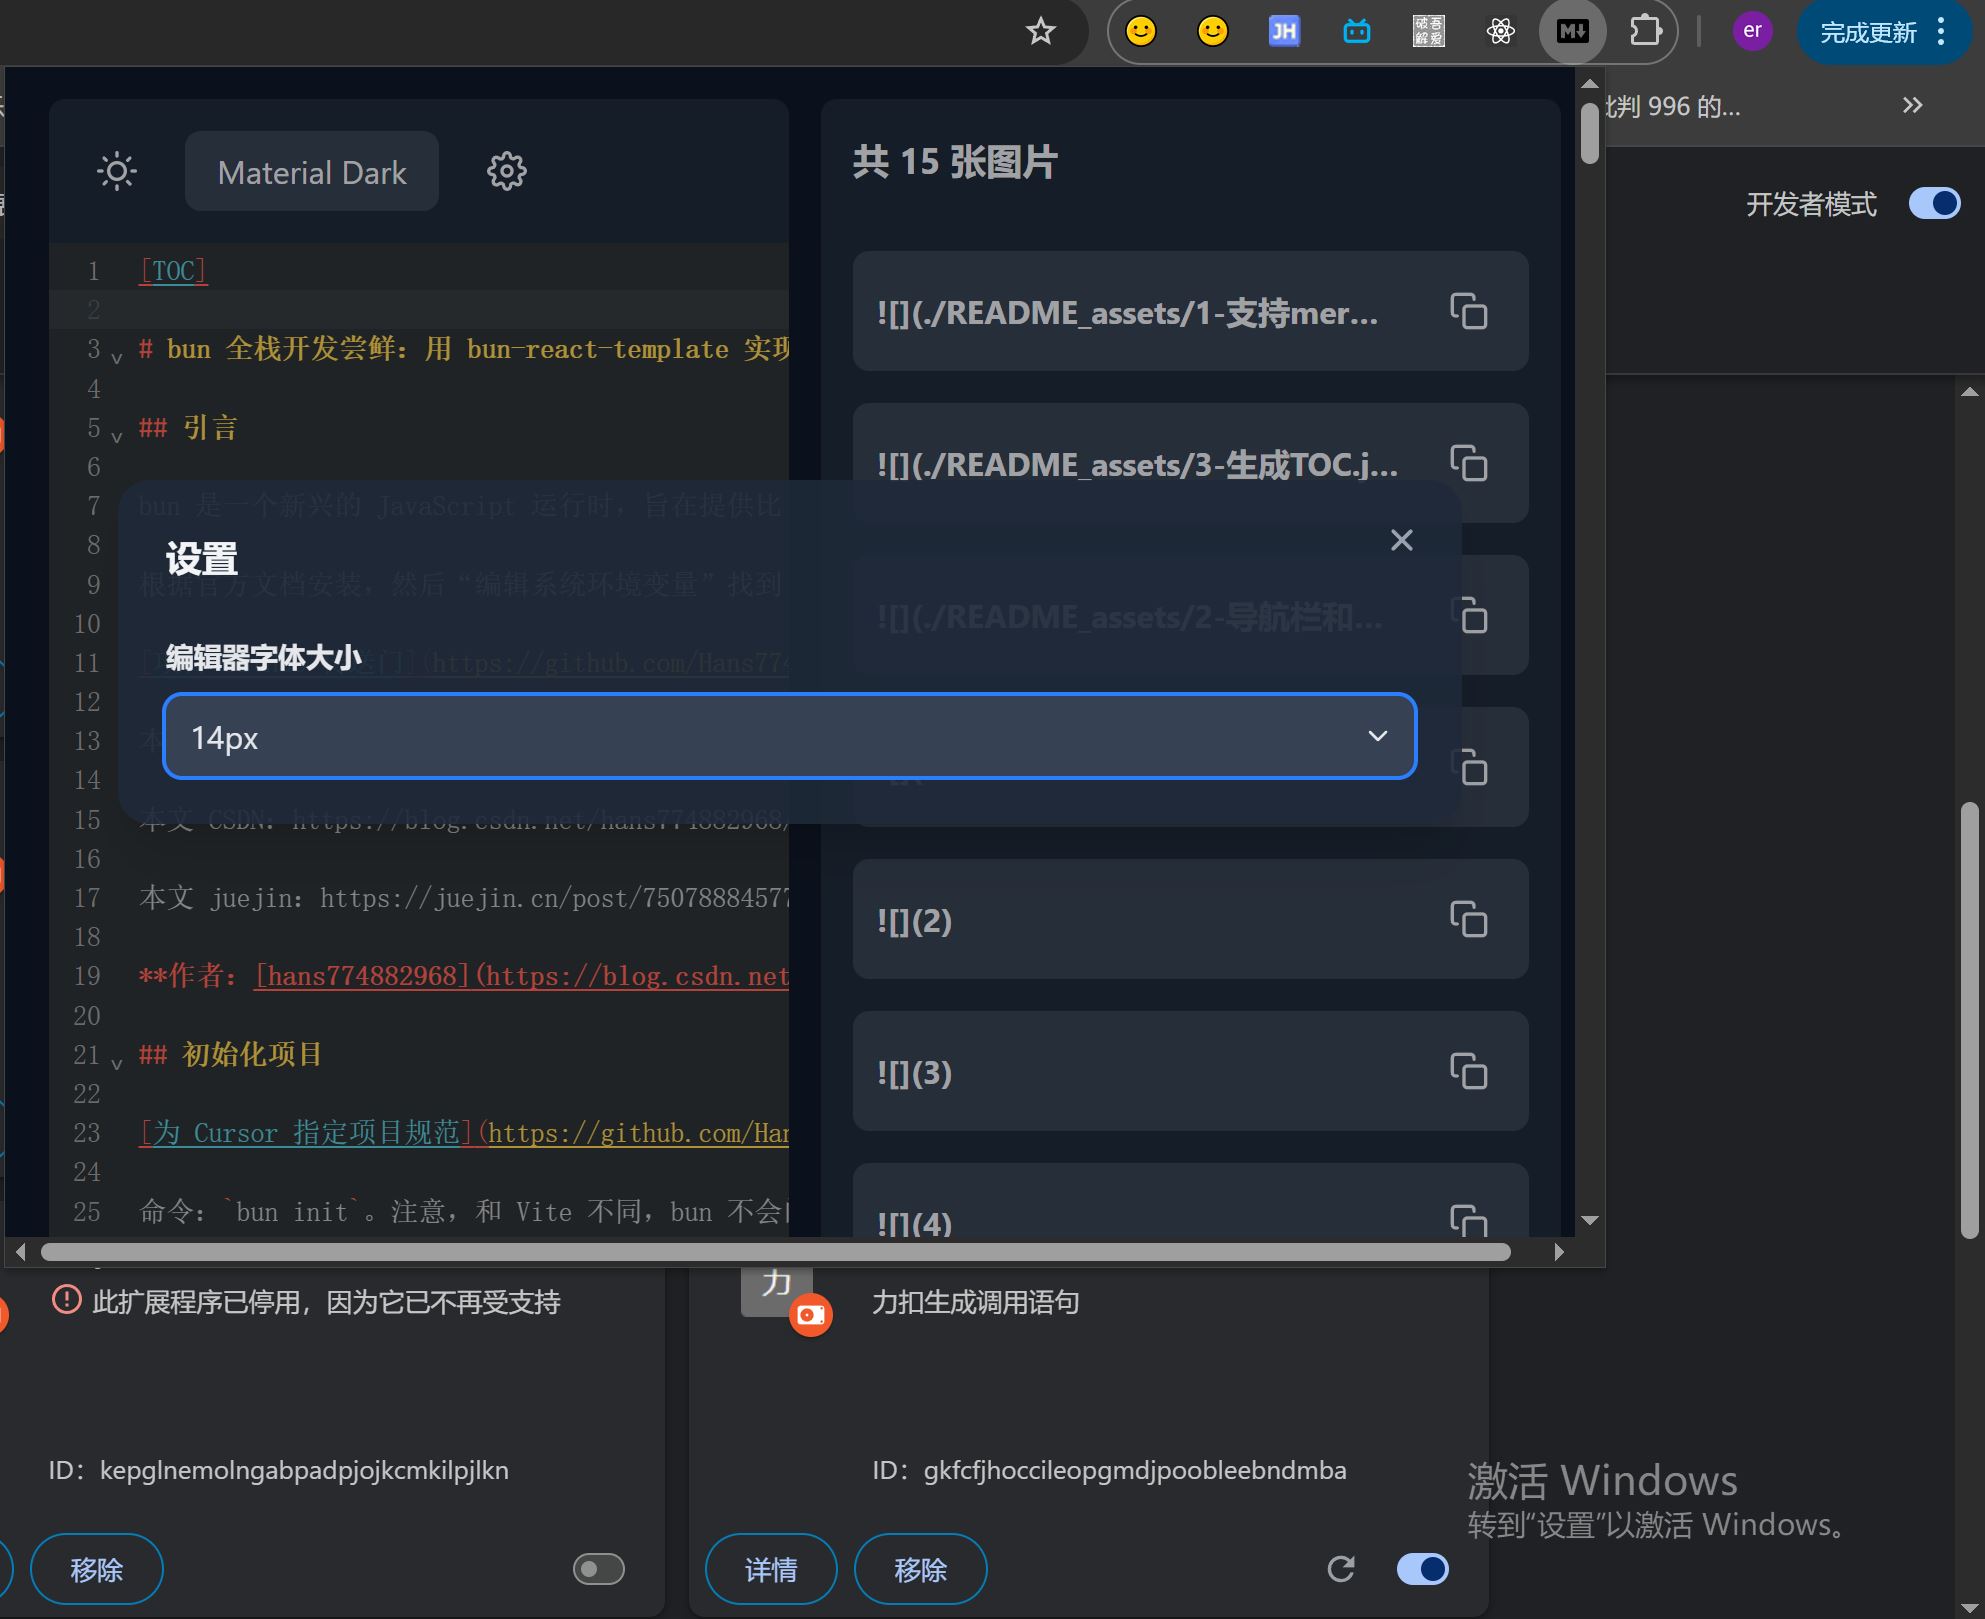 JH
破吾
解爱
M↓
er
完成更新
批判 996 的...
开发者模式
Material Dark
1 [TOC]
2
3 # bun 全栈开发尝鲜：用 bun-react-template 实现
4
5 ## 引言
6
7 bun 是一个新兴的 JavaScript 运行时，旨在提供比
8
9 根据官方文档安装，然后“编辑系统环境变量”找到
10
11 (https://github.com/Hans774
12
13 本
14
15 本文 CSDN：https://blog.csdn.net/hans774882968/
16
17 本文 juejin：https://juejin.cn/post/7507888457
18
19 **作者：[hans774882968](https://blog.csdn.net
20
21 ## 初始化项目
22
23 [为 Cursor 指定项目规范](https://github.com/Han
24
25 命令：`bun init`。注意，和 Vite 不同，bun 不会
共 15 张图片
![](./README_assets/1-支持mer...
![](./README_assets/3-生成TOC.j...
![](./README_assets/2-导航栏和...
![](2)
![](3)
![](4)
设置
编辑器字体大小
14px
此扩展程序已停用，因为它已不再受支持
ID：kepglnemolngabpadpjojkcmkilpjlkn
移除
力
力扣生成调用语句
ID：gkfcfjhoccileopgmdjpoobleebndmba
详情
移除
激活 Windows
转到“设置”以激活 Windows。